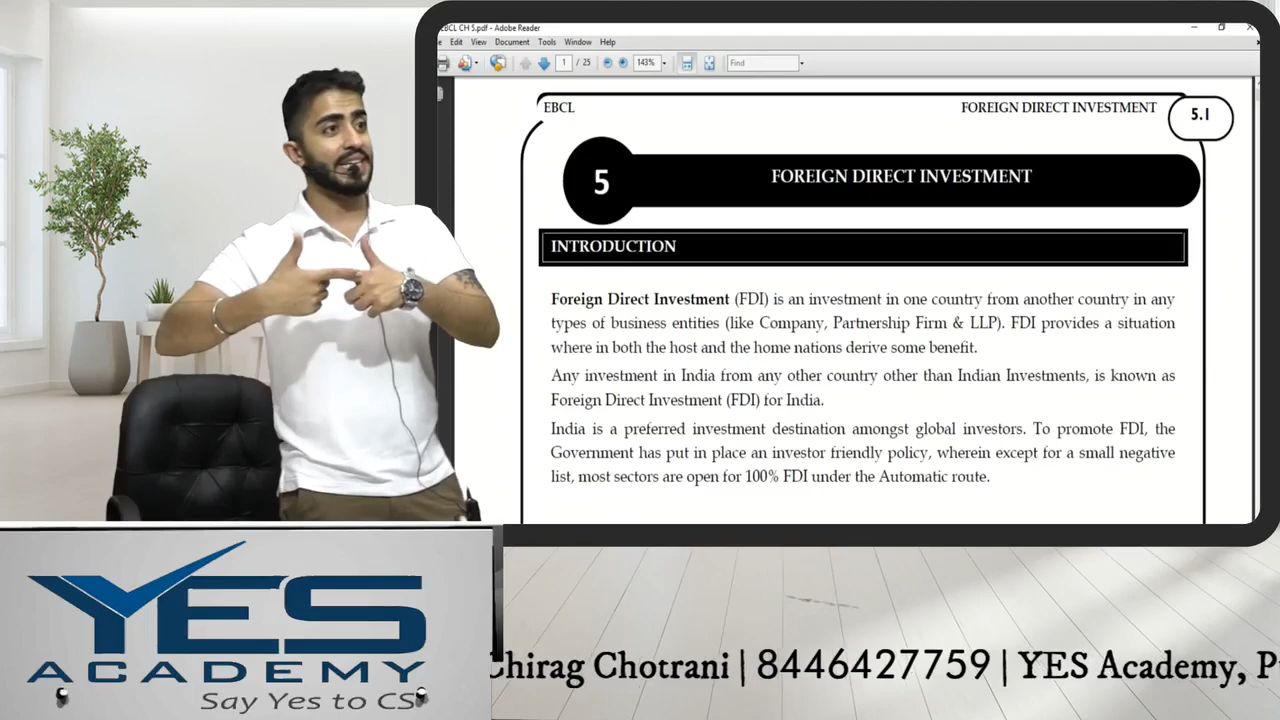 EBCL CH 5.pdf - Adobe Reader
Edit View Document Tools Window Help
1 / 25 143% Find
EBCL FOREIGN DIRECT INVESTMENT 5.1
5 FOREIGN DIRECT INVESTMENT
INTRODUCTION
Foreign Direct Investment (FDI) is an investment in one country from another country in any
types of business entities (like Company, Partnership Firm & LLP). FDI provides a situation
where in both the host and the home nations derive some benefit.
Any investment in India from any other country other than Indian Investments, is known as
Foreign Direct Investment (FDI) for India.
India is a preferred investment destination amongst global investors. To promote FDI, the
Government has put in place an investor friendly policy, wherein except for a small negative
list, most sectors are open for 100% FDI under the Automatic route.
YES
ACADEMY
Say Yes to CS
Chirag Chotrani | 8446427759 | YES Academy, P